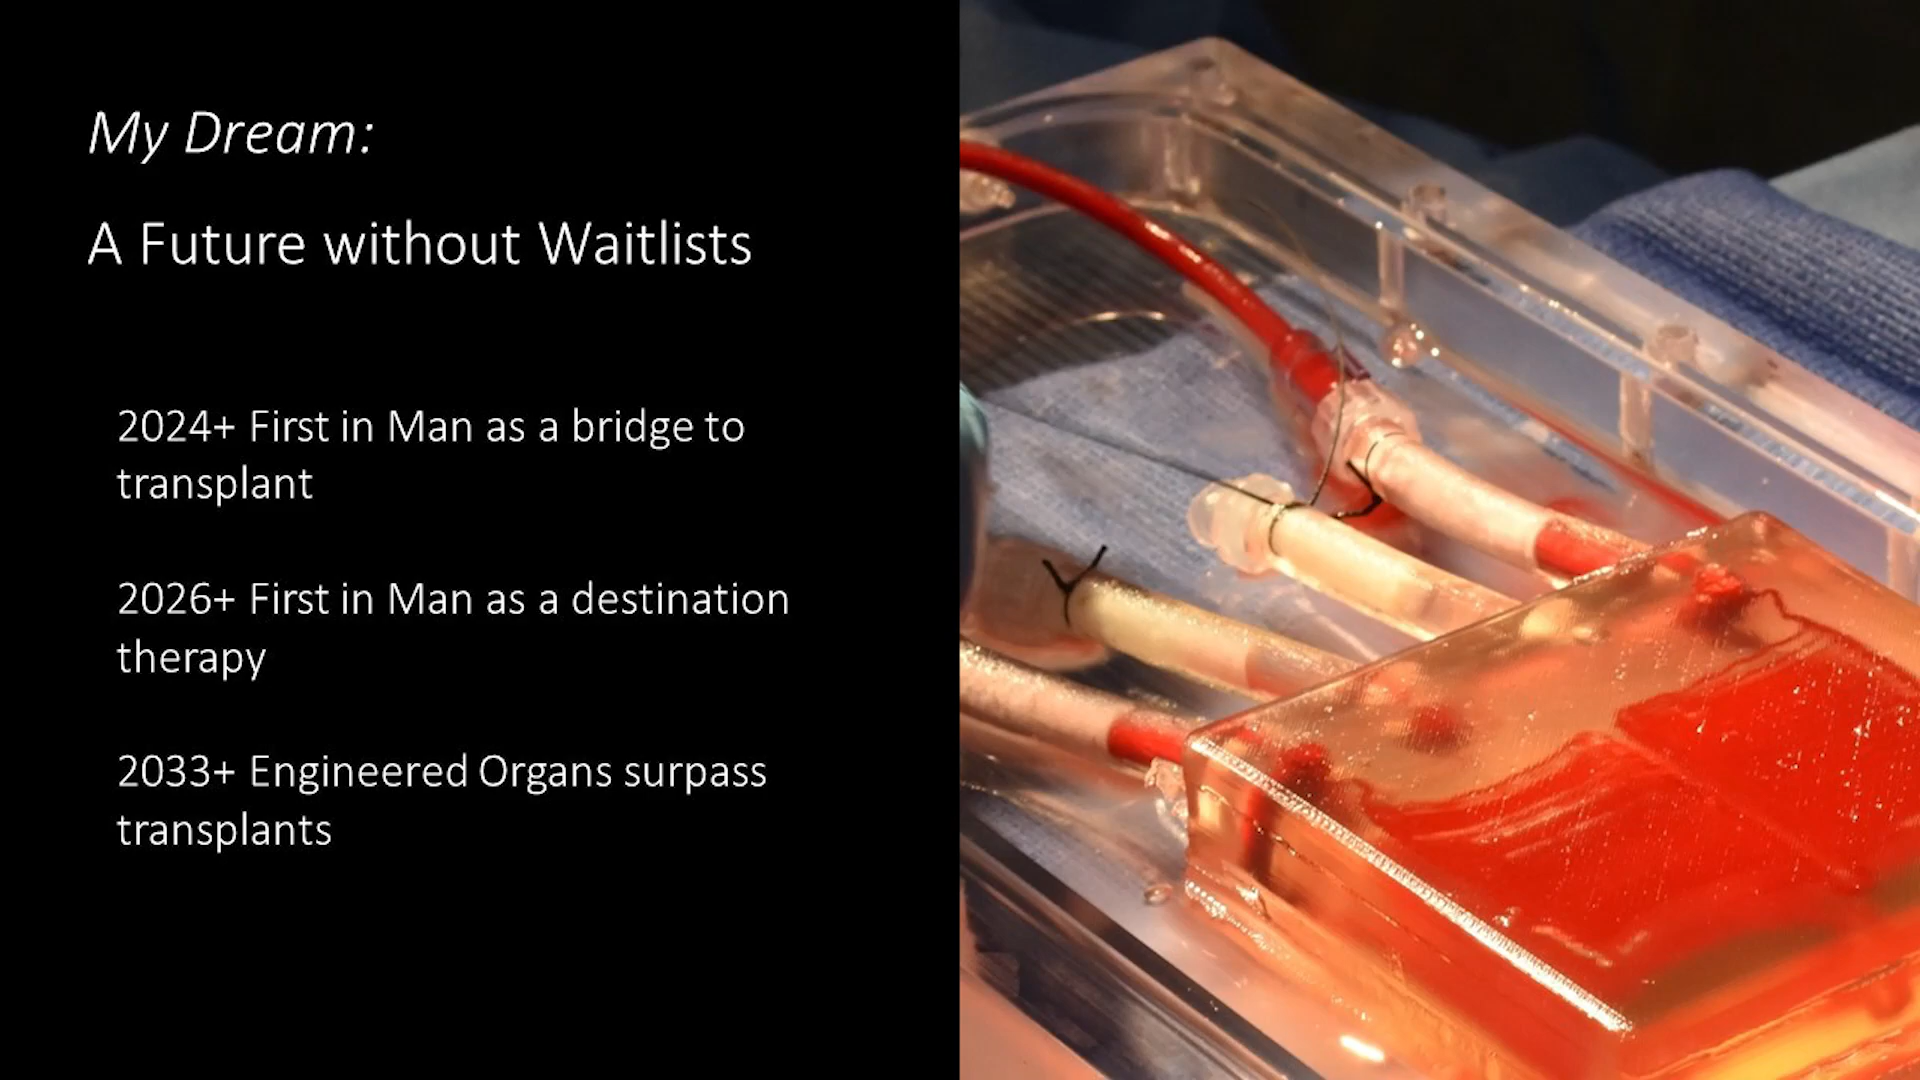 My Dream:
A Future without Waitlists
2024+ First in Man as a bridge to
transplant
2026+ First in Man as a destination
therapy
2033+ Engineered Organs surpass
transplants